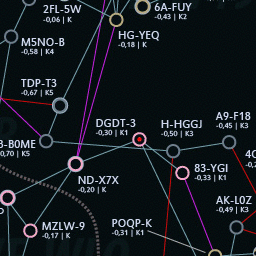 2FL-5W
-0,06 | K
6A-FUY
-0,43 | K2
M5NO-B
-0,58 | K4
HG-YEQ
-0,18 | K
TDP-T3
-0,67 | K5
DGDT-3
-0,30 | K1
H-HGGJ
-0,50 | K3
A9-F18
-0,45 | K3
3-B0ME
-0,70 | K5
83-YGI
-0,33 | K1
ND-X7X
-0,20 | K
AK-L0Z
-0,49 | K3
MZLW-9
-0,17 | K
POQP-K
-0,31 | K1